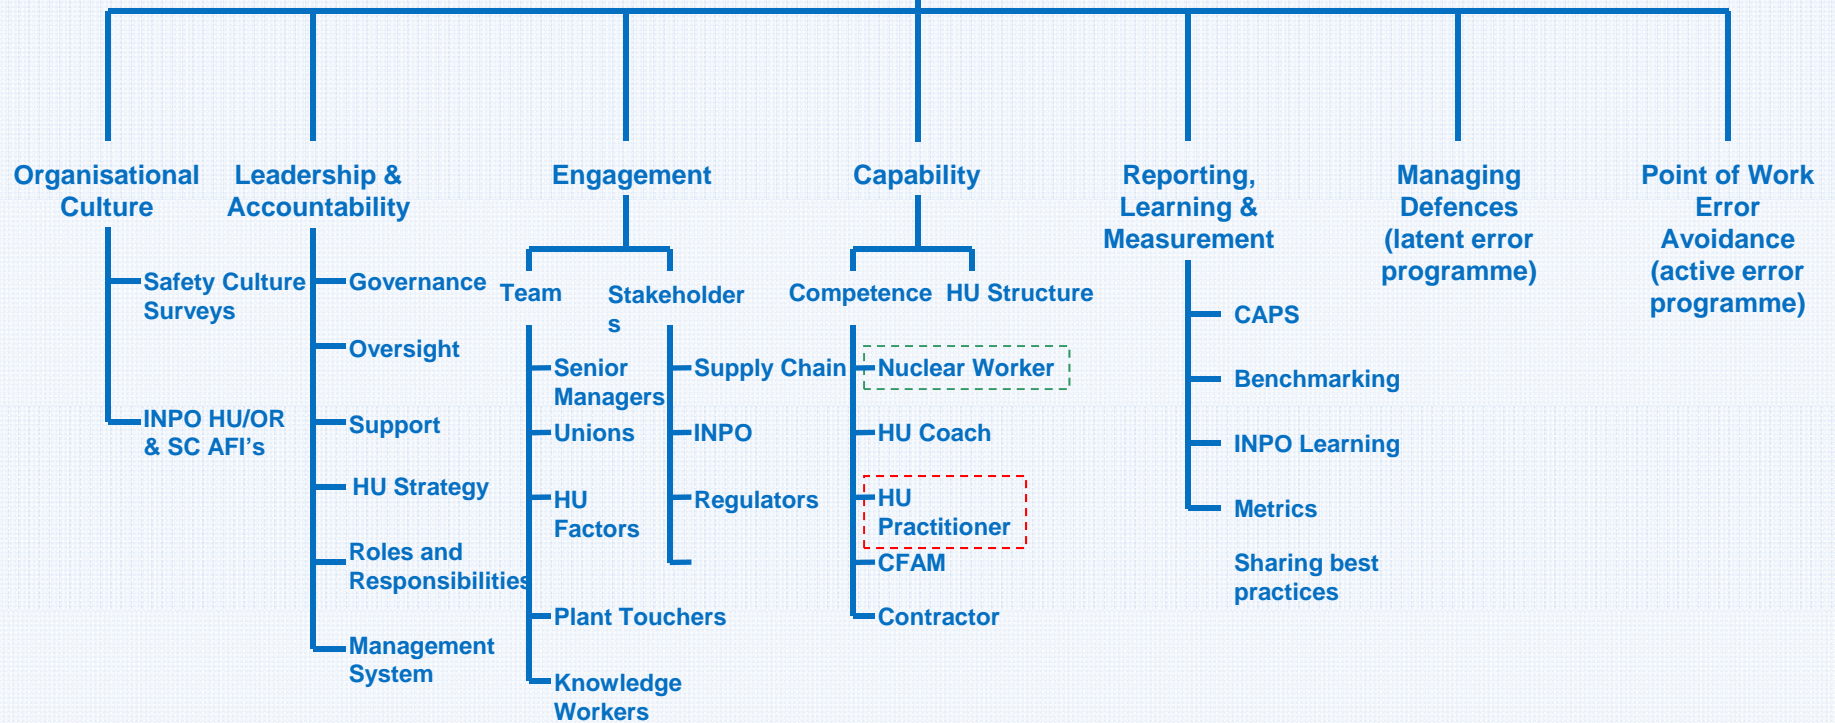 Organisational
Culture
Safety Culture
Surveys
INPO HU/OR
& SC AFI's
Leadership &
Accountability
Governance
Oversight
Support
HU Strategy
Roles and
Responsibilities
Management
System
Engagement
Team
Senior
Managers
Unions
HU
Factors
Plant Touchers
Knowledge
Workers
Stakeholder
s
Supply Chain
INPO
Regulators
Capability
Competence
Nuclear Worker
HU Coach
HU
Practitioner
CFAM
Contractor
HU Structure
Reporting,
Learning &
Measurement
CAPS
Benchmarking
INPO Learning
Metrics
Sharing best
practices
Managing
Defences
(latent error
programme)
Point of Work
Error
Avoidance
(active error
programme)